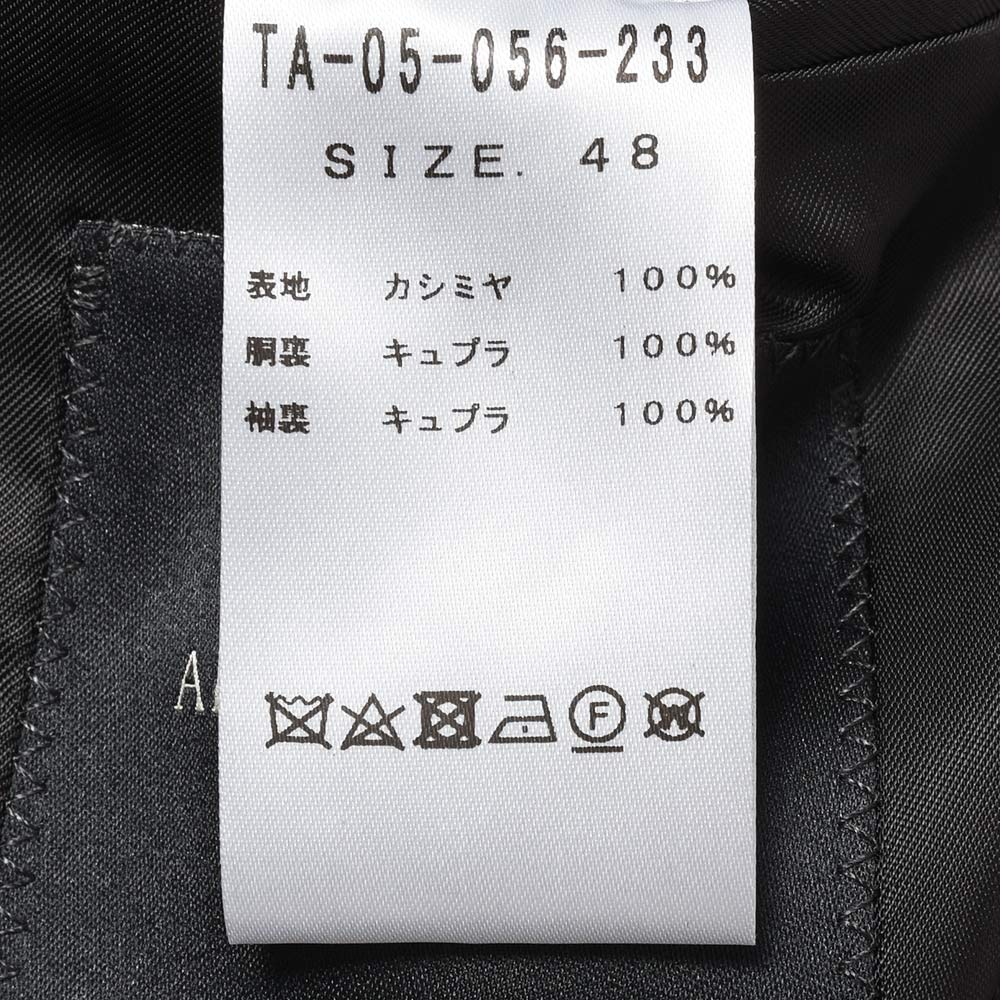 TA-05-056-233
SIZE. 48
表地 カシミヤ 100%
胴裏 キュプラ 100%
袖裏 キュプラ 100%
F W
A